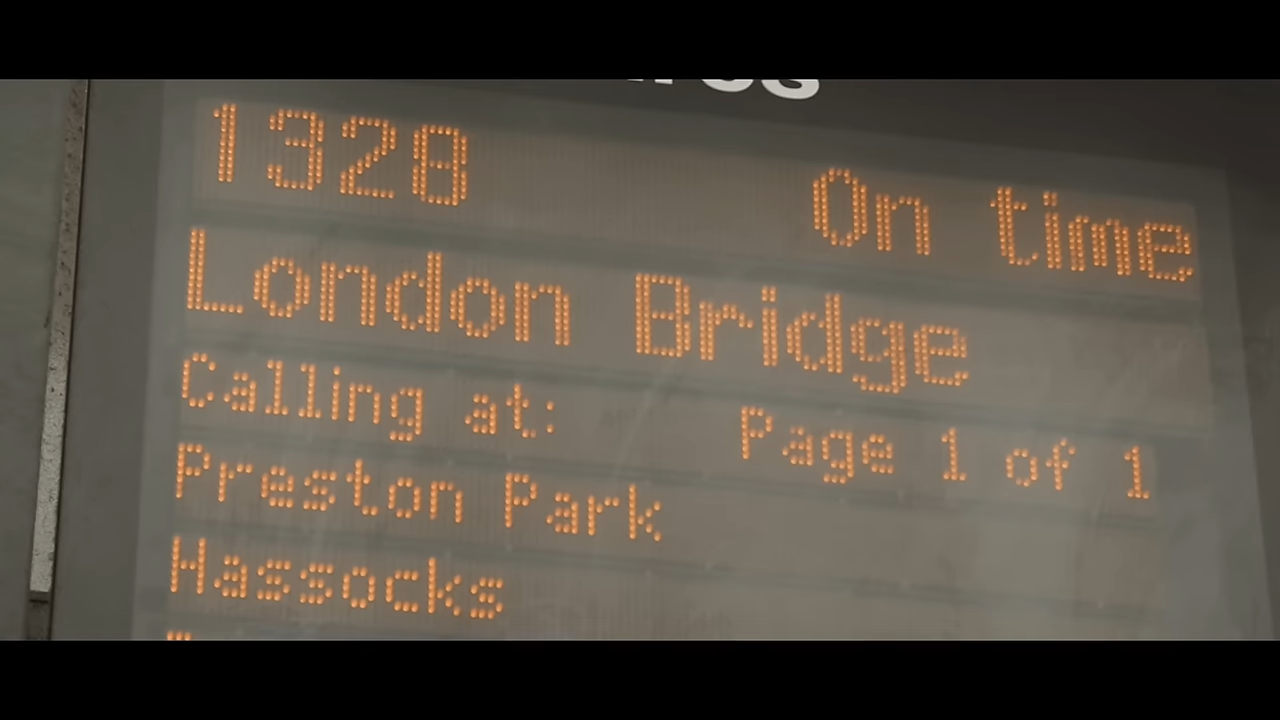 1328 On time
London Bridge
Calling at: Page 1 of 1
Preston Park
Hassocks